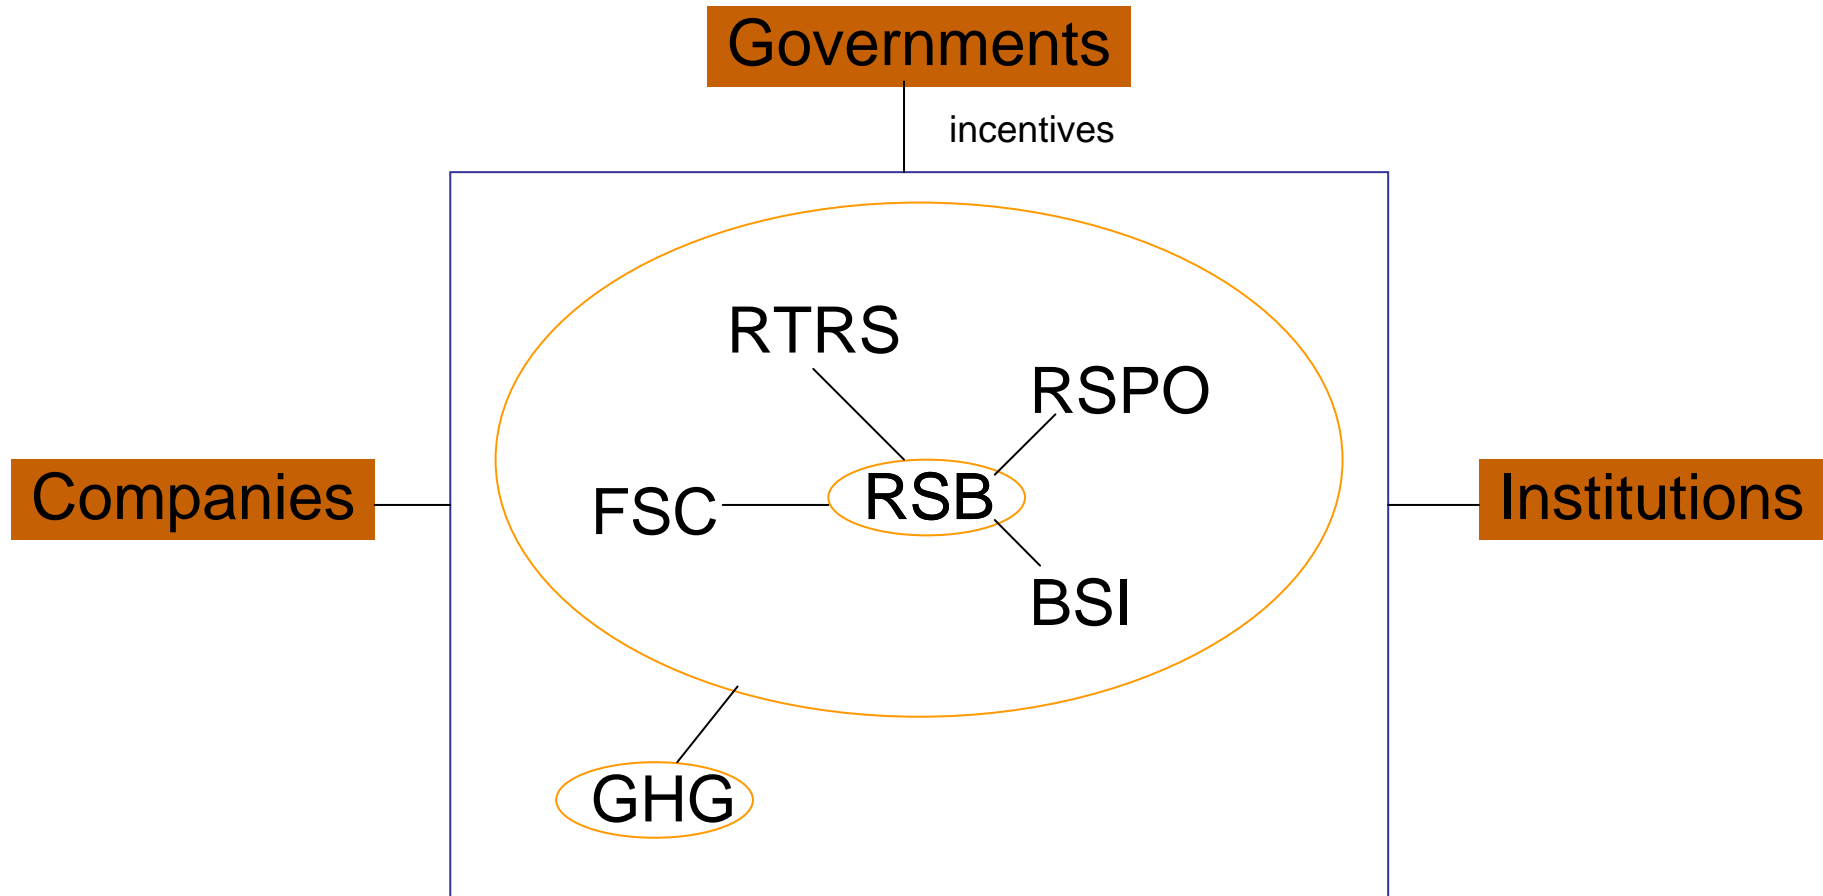 Governments
incentives
RTRS
RSPO
Companies
FSC
RSB
Institutions
BSI
GHG